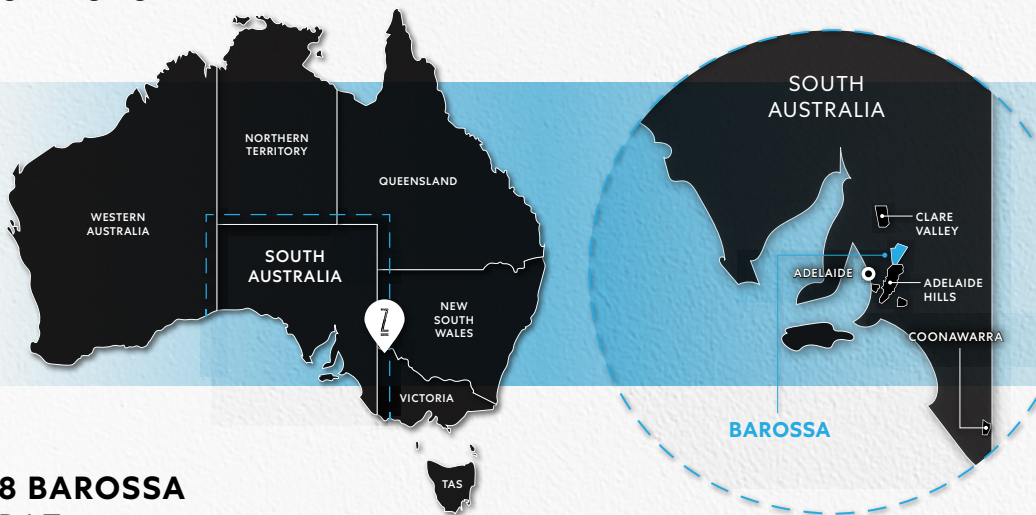 NORTHERN
TERRITORY
QUEENSLAND
WESTERN
AUSTRALIA
SOUTH
AUSTRALIA
NEW
SOUTH
WALES
VICTORIA
TAS
Z
SOUTH
AUSTRALIA
CLARE
VALLEY
ADELAIDE
ADELAIDE
HILLS
COONAWARRA
BAROSSA
8 BAROSSA